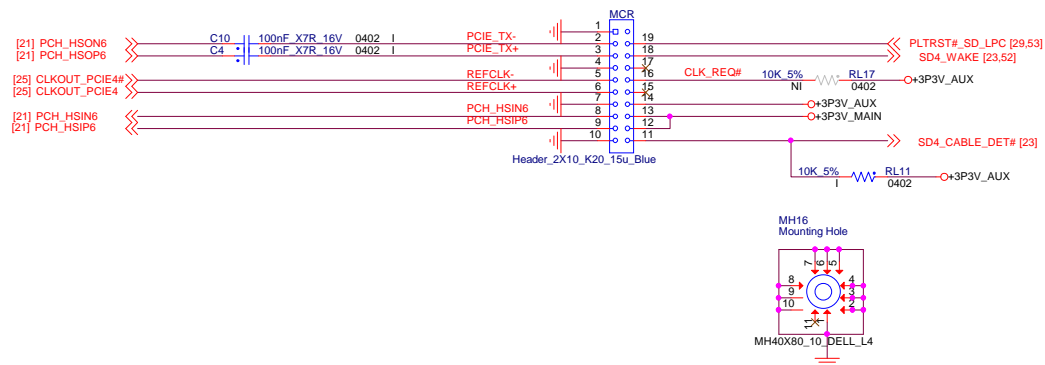 MCR
1
C10 100nF_X7R_16V 0402 I PCIE_TX- 2 19
[21] PCH_HSON6 PLTRST#_SD_LPC [29,53]
C4 100nF_X7R_16V 0402 I PCIE_TX+ 3 18
[21] PCH_HSOP6 SD4_WAKE [23,52]
4 17
REFCLK- 5 16 CLK_REQ# 10K_5% RL17
[25] CLKOUT_PCIE4# +3P3V_AUX
NI 0402
REFCLK+ 6 15
[25] CLKOUT_PCIE4
7 14 +3P3V_AUX
PCH_HSIN6 8 13 +3P3V_MAIN
[21] PCH_HSIN6
PCH_HSIP6 9 12
[21] PCH_HSIP6
10 11 SD4_CABLE_DET# [23]
Header_2X10_K20_15u_Blue
10K_5% RL11 +3P3V_AUX
I 0402
MH16
Mounting Hole
7 6 5
8 4
9 3
10 2
11 1
MH40X80_10_DELL_L4